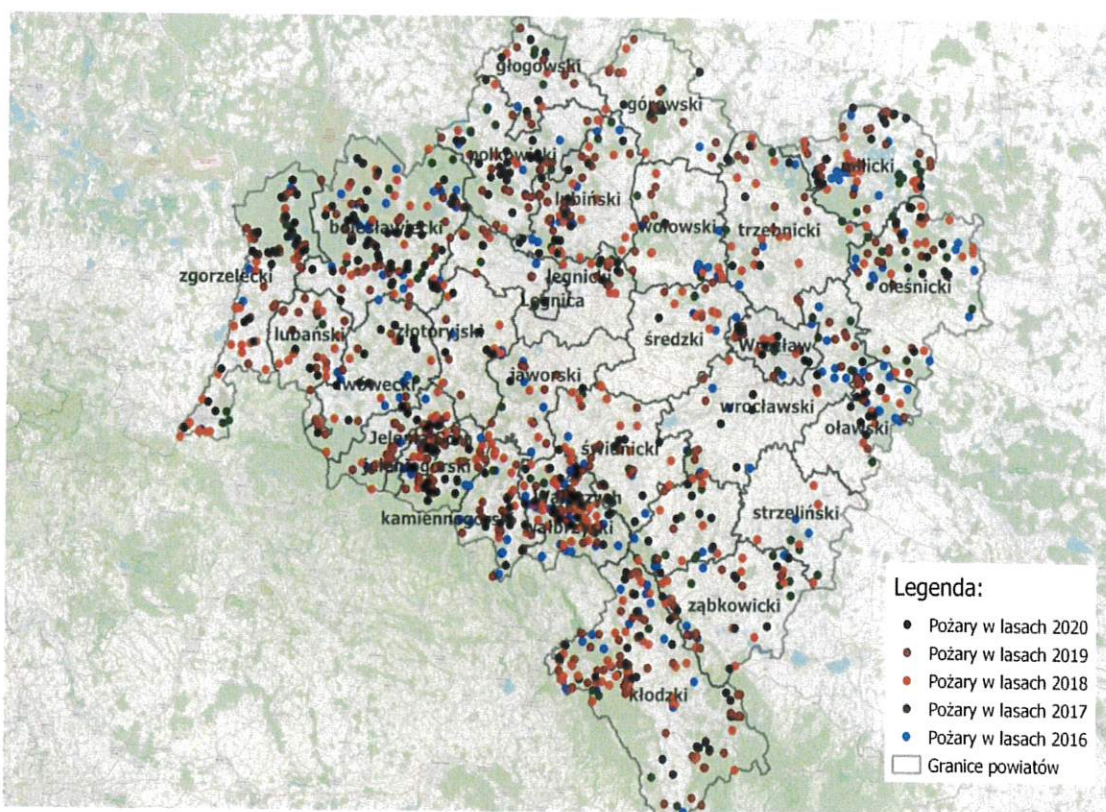 głogowski
górowski
polkowicki
milicki
lubiński
bolesławiecki
wołowski
trzebnicki
zgorzelecki
legnicki
oleśnicki
Legnica
lubański
złotoryjski
średzki
Wrocław
jaworski
lwówecki
wrocławski
oławski
Jelenia Góra
świdnicki
jeleniogórski
Wałbrzych
kamiennogórski
wałbrzyski
strzeliński
ząbkowicki
kłodzki
Legenda:
Pożary w lasach 2020
Pożary w lasach 2019
Pożary w lasach 2018
Pożary w lasach 2017
Pożary w lasach 2016
Granice powiatów